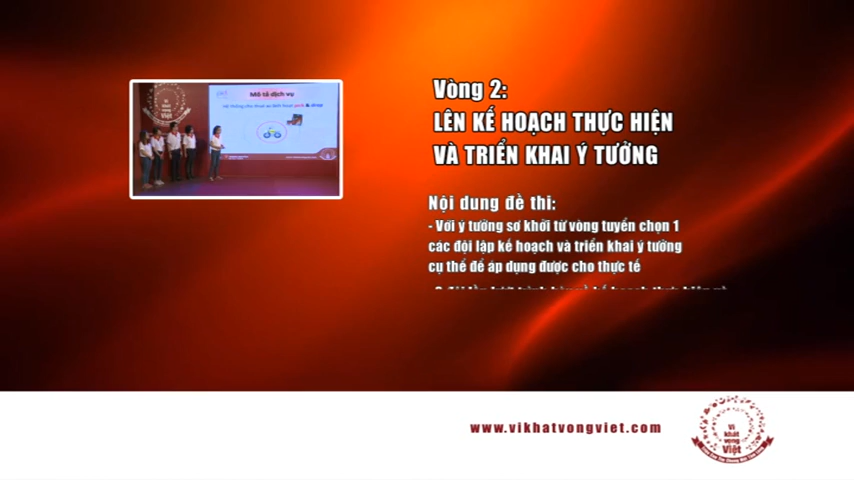 Vòng 2:
LÊN KẾ HOẠCH THỰC HIỆN
VÀ TRIỂN KHAI Ý TƯỞNG
Mô tả dịch vụ
Nội dung đề thi:
- Với ý tưởng sơ khởi từ vòng tuyển chọn 1
các đội lập kế hoạch và triển khai ý tưởng
cụ thể để áp dụng được cho thực tế
www.vikhatvongviet.com
Vì
khát
vọng
Việt